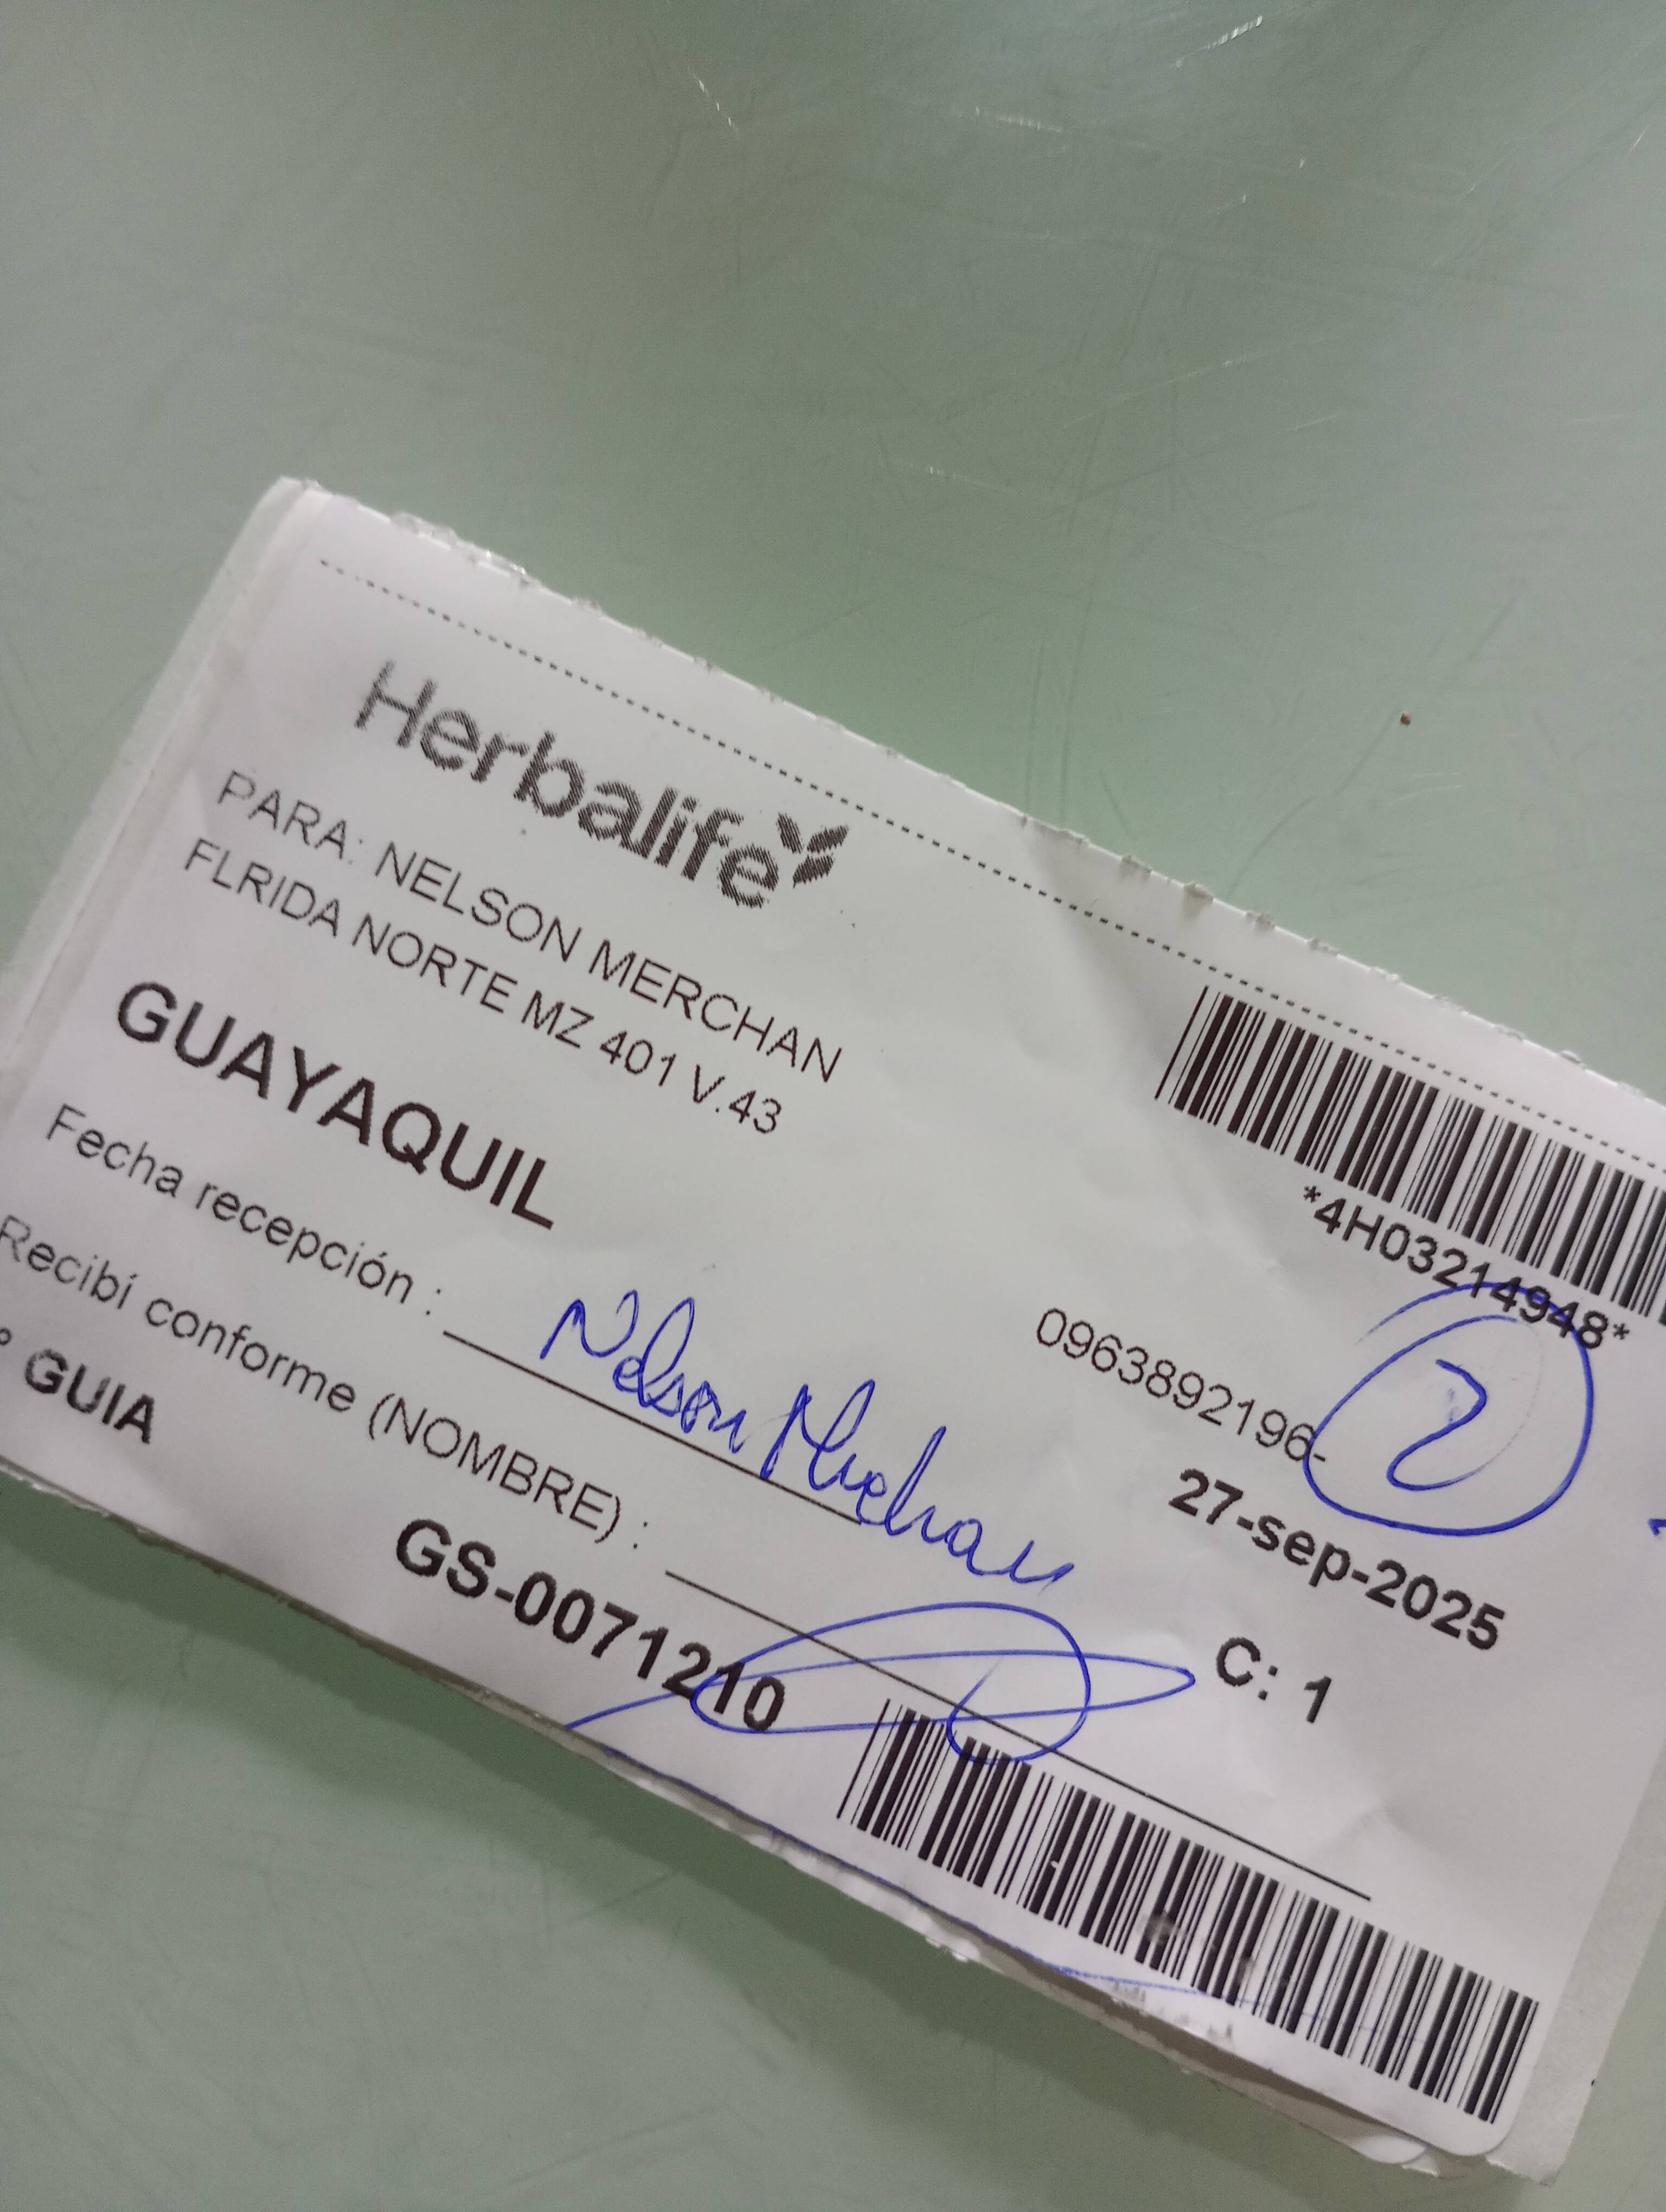 Herbalife
PARA: NELSON MERCHAN
FLRIDA NORTE MZ 401 V.43
GUAYAQUIL
*4H03214948*
0963892196-
2
Fecha recepción :
Nelson Merchan
27-sep-2025
Recibí conforme (NOMBRE) :
C: 1
° GUIA
GS-0071210